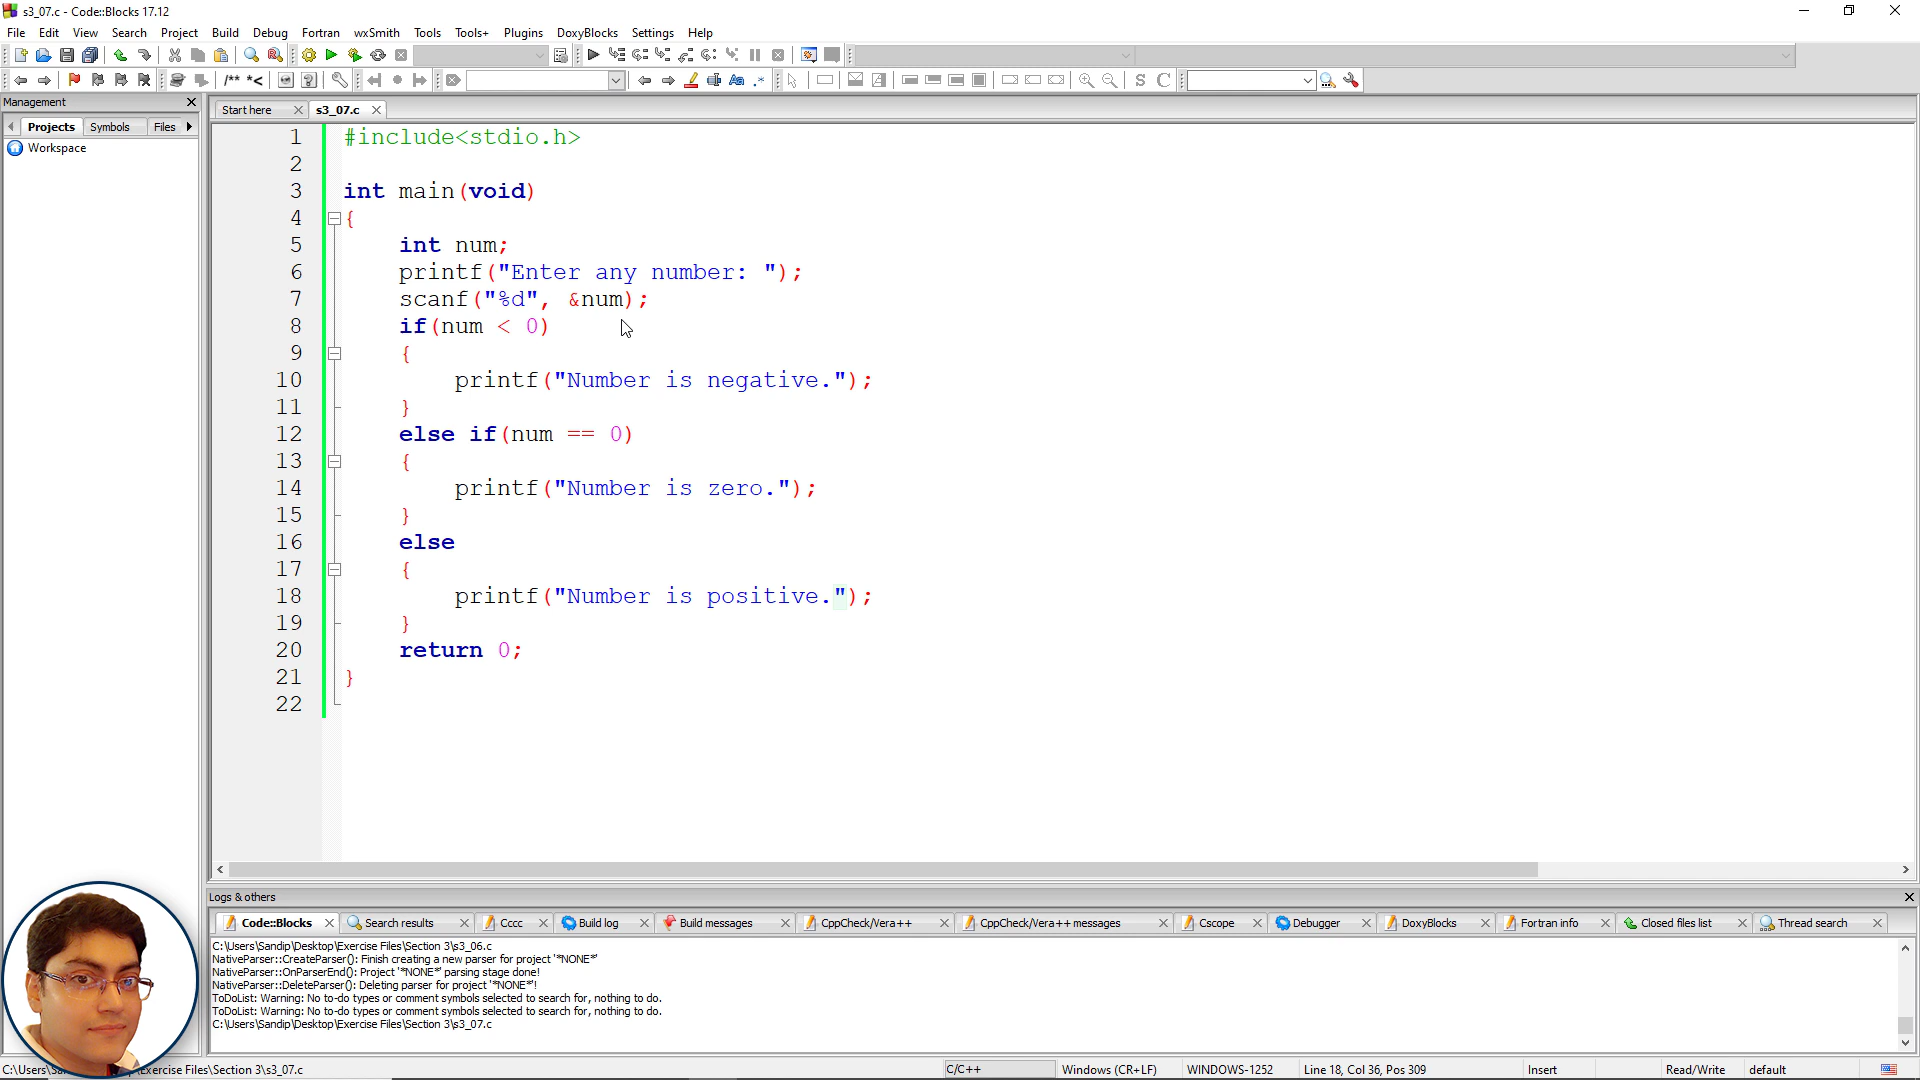 s3_07.c - Code::Blocks 17.12
File Edit View Search Project Build Debug Fortran wxSmith Tools Tools+ Plugins DoxyBlocks Settings Help
/** *<
Aa .*
S C
Management
Projects Symbols Files
Workspace
Start here s3_07.c
1 #include<stdio.h>
2
3 int main(void)
4 {
5 int num;
6 printf("Enter any number: ");
7 scanf("%d", &num);
8 if(num < 0)
9 {
10 printf("Number is negative.");
11 }
12 else if(num == 0)
13 {
14 printf("Number is zero.");
15 }
16 else
17 {
18 printf("Number is positive.");
19 }
20 return 0;
21 }
22
Logs & others
Code::Blocks Search results Cccc Build log Build messages CppCheck/Vera++ CppCheck/Vera++ messages Cscope Debugger DoxyBlocks Fortran info Closed files list Thread search
C:\Users\Sandip\Desktop\Exercise Files\Section 3\s3_06.c
NativeParser::CreateParser(): Finish creating a new parser for project '*NONE*'
NativeParser::OnParserEnd(): Project '*NONE*' parsing stage done!
NativeParser::DeleteParser(): Deleting parser for project '*NONE*'!
ToDoList: Warning: No to-do types or comment symbols selected to search for, nothing to do.
ToDoList: Warning: No to-do types or comment symbols selected to search for, nothing to do.
C:\Users\Sandip\Desktop\Exercise Files\Section 3\s3_07.c
C:\Users\Sa Exercise Files\Section 3\s3_07.c C/C++ Windows (CR+LF) WINDOWS-1252 Line 18, Col 36, Pos 309 Insert Read/Write default